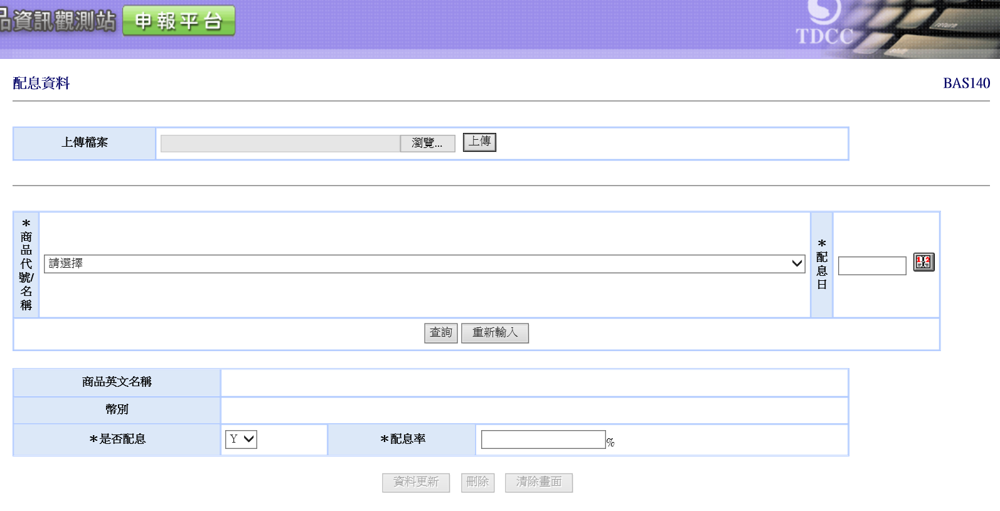 品資訊觀測站 申報平台
TDCC
配息資料 BAS140
上傳檔案 瀏覽... 上傳
＊商品代號/名稱 請選擇 ＊配息日
查詢 重新輸入
商品英文名稱
幣別
＊是否配息 Y ＊配息率 %
資料更新 刪除 清除畫面